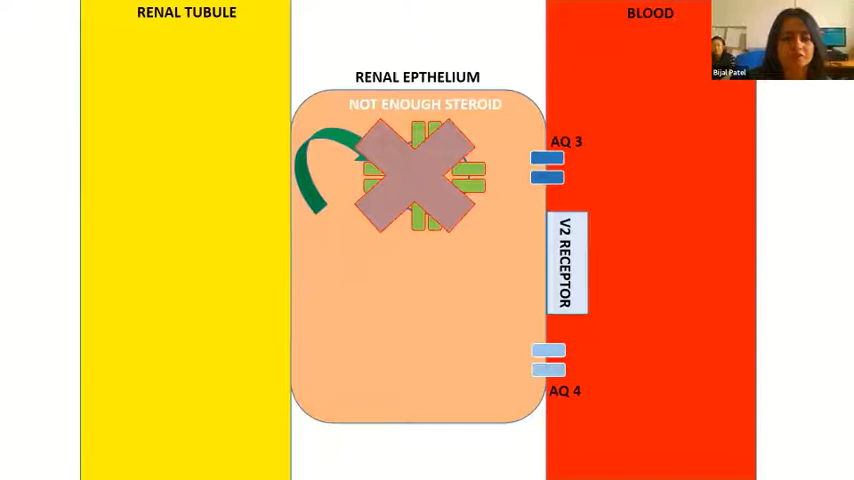 RENAL TUBULE
BLOOD
Bijal Patel
RENAL EPTHELIUM
NOT ENOUGH STEROID
AQ 3
V2 RECEPTOR
AQ 4